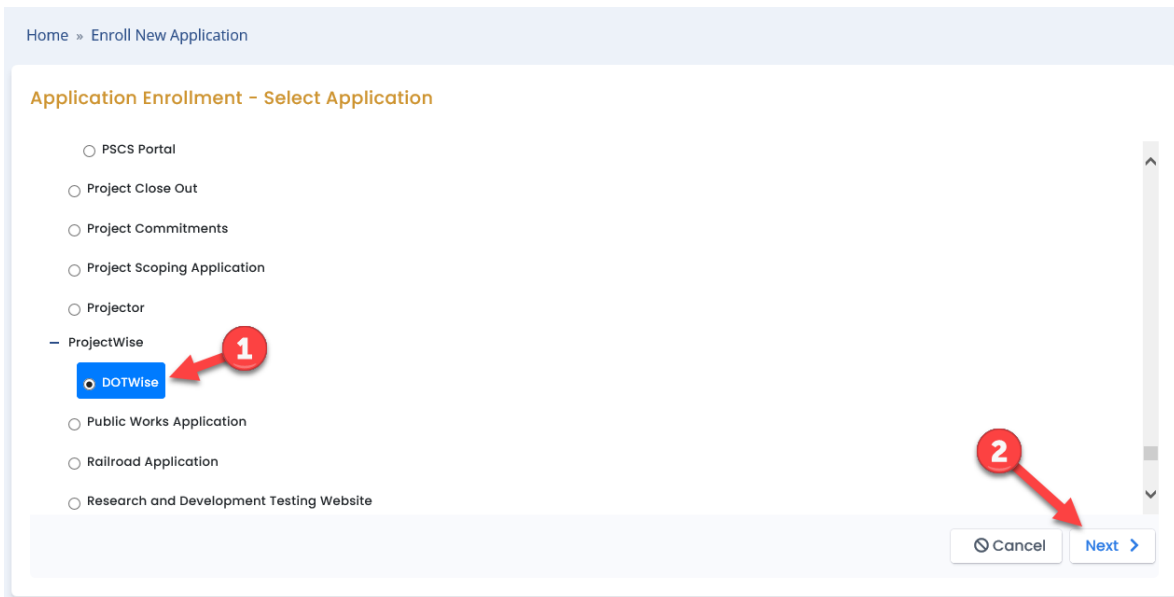 Home » Enroll New Application
Application Enrollment - Select Application
PSCS Portal
Project Close Out
Project Commitments
Project Scoping Application
Projector
ProjectWise
1
DOTWise
Public Works Application
Railroad Application
2
Research and Development Testing Website
Cancel Next